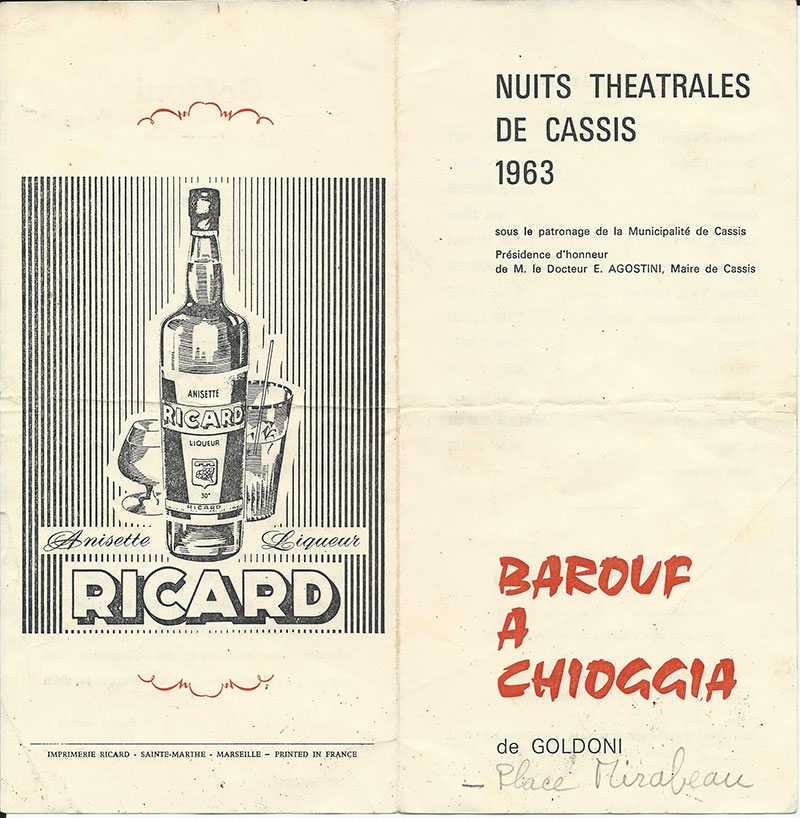 ANISETTE
RICARD
LIQUEUR
30°
RICARD
Anisette Liqueur
RICARD
IMPRIMERIE RICARD - SAINTE-MARTHE - MARSEILLE - PRINTED IN FRANCE
NUITS THEATRALES
DE CASSIS
1963
sous le patronage de la Municipalité de Cassis
Présidence d'honneur
de M. le Docteur E. AGOSTINI, Maire de Cassis
BAROUF
A
CHIOGGIA
de GOLDONI
- Place Mirabeau